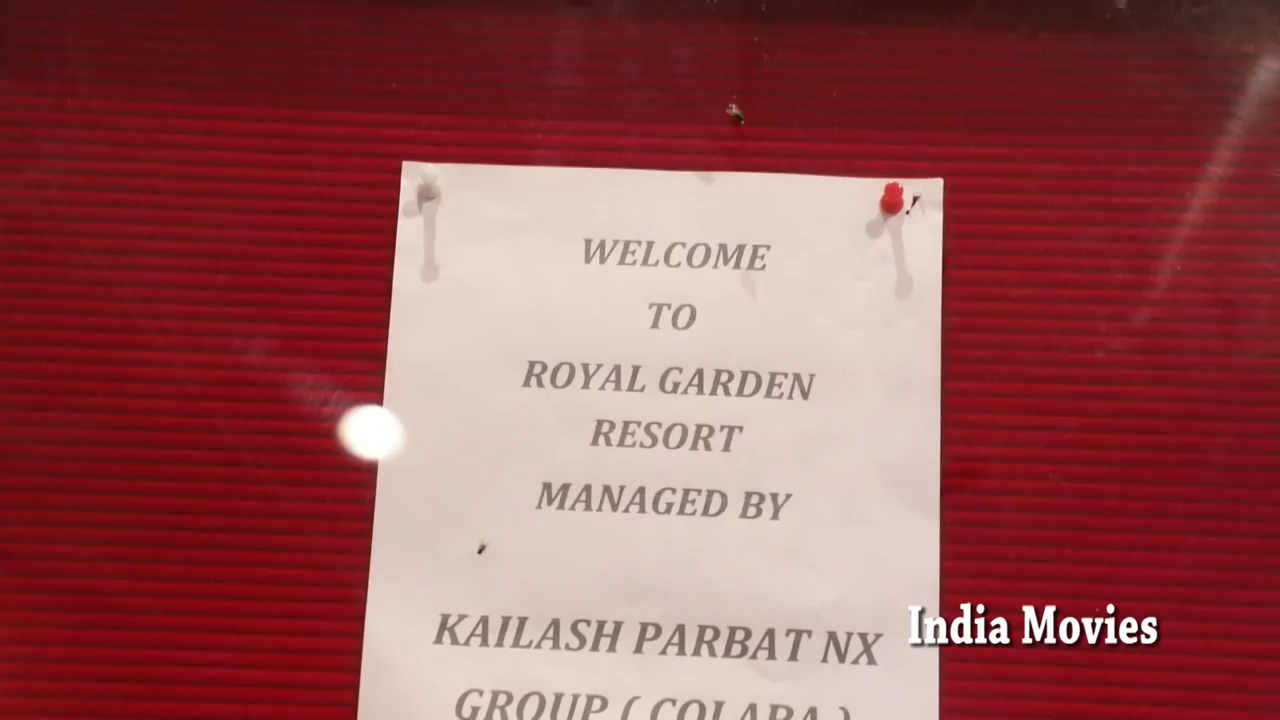 WELCOME
TO
ROYAL GARDEN
RESORT
MANAGED BY
KAILASH PARBAT NX
GROUP ( COLABA )
India Movies